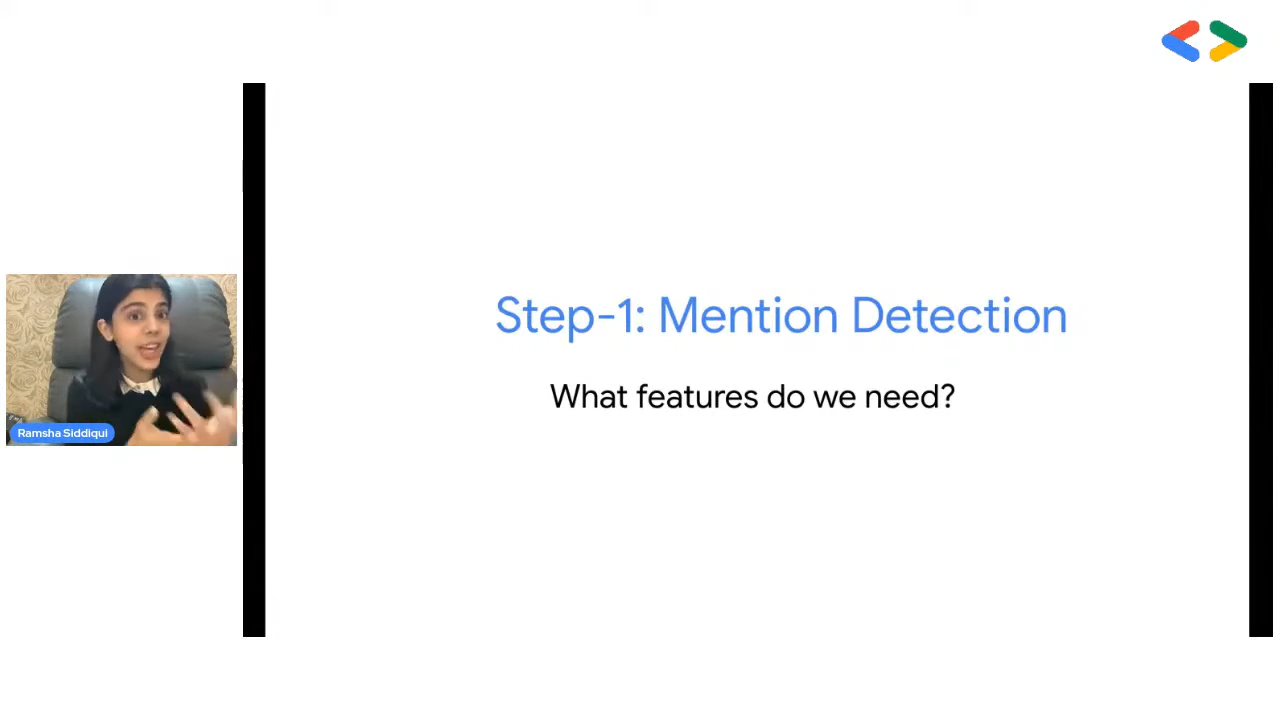 Step-1: Mention Detection
What features do we need?
Ramsha Siddiqui